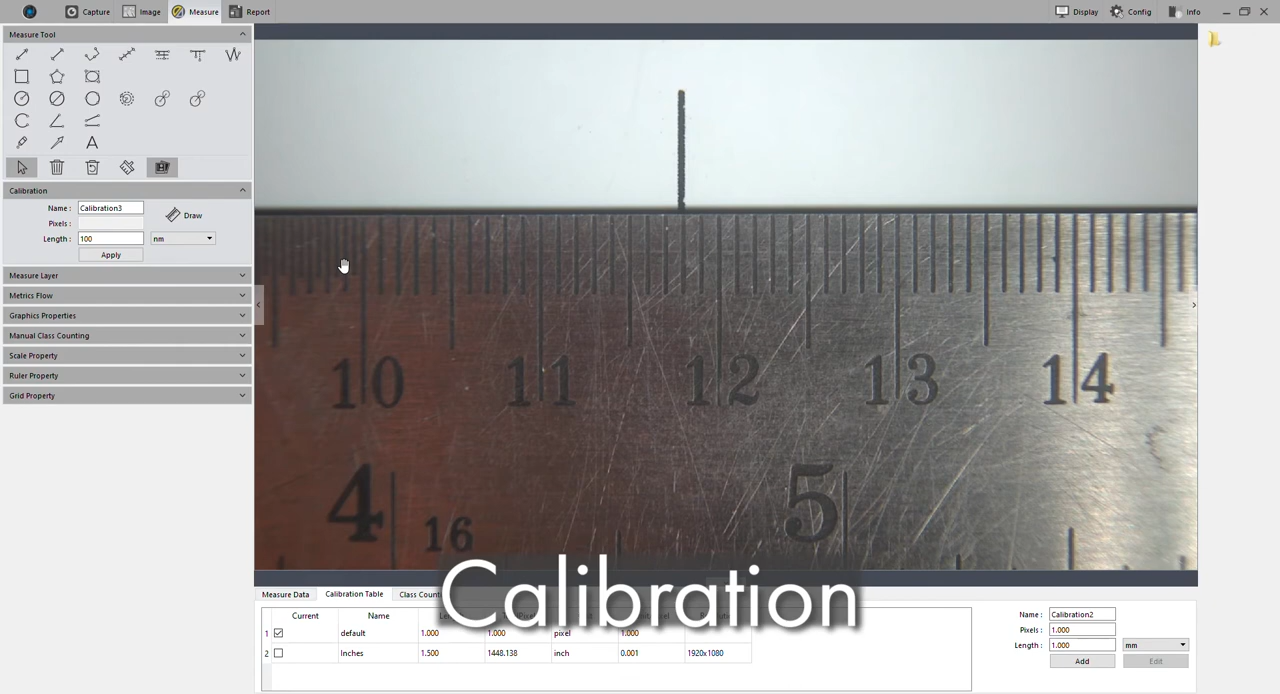 Capture Image Measure Report Display Config Info
Measure Tool
A
Calibration
Name : Calibration3
Draw
Pixels :
Length : 100 nm
Apply
Measure Layer
Metrics Flow
Graphics Properties
Manual Class Counting
Scale Property
Ruler Property
Grid Property
10 11 12 13 14
4 16 5
Calibration
Measure Data Calibration Table
Current Name
1 default 1.000 1.000 pixel 1.000
2 Inches 1.500 1448.138 inch 0.001 1920x1080
Name : Calibration2
Pixels : 1.000
Length : 1.000 mm
Add Edit